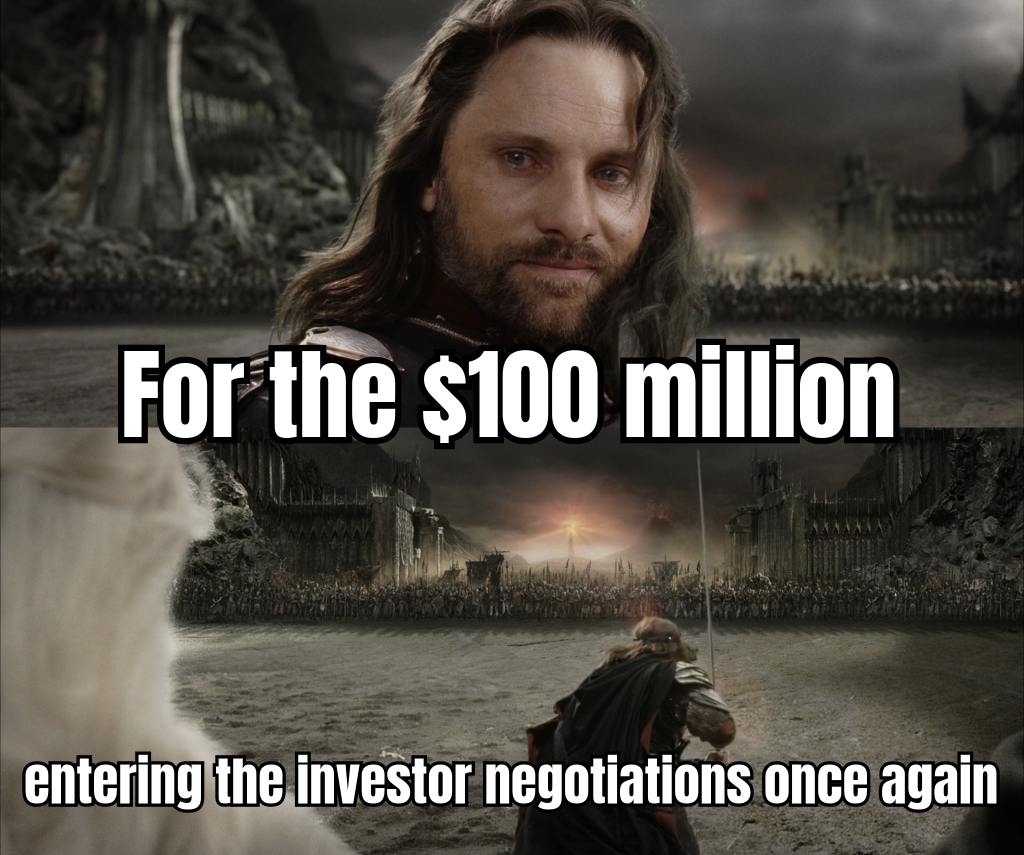 For the $100 million
entering the investor negotiations once again